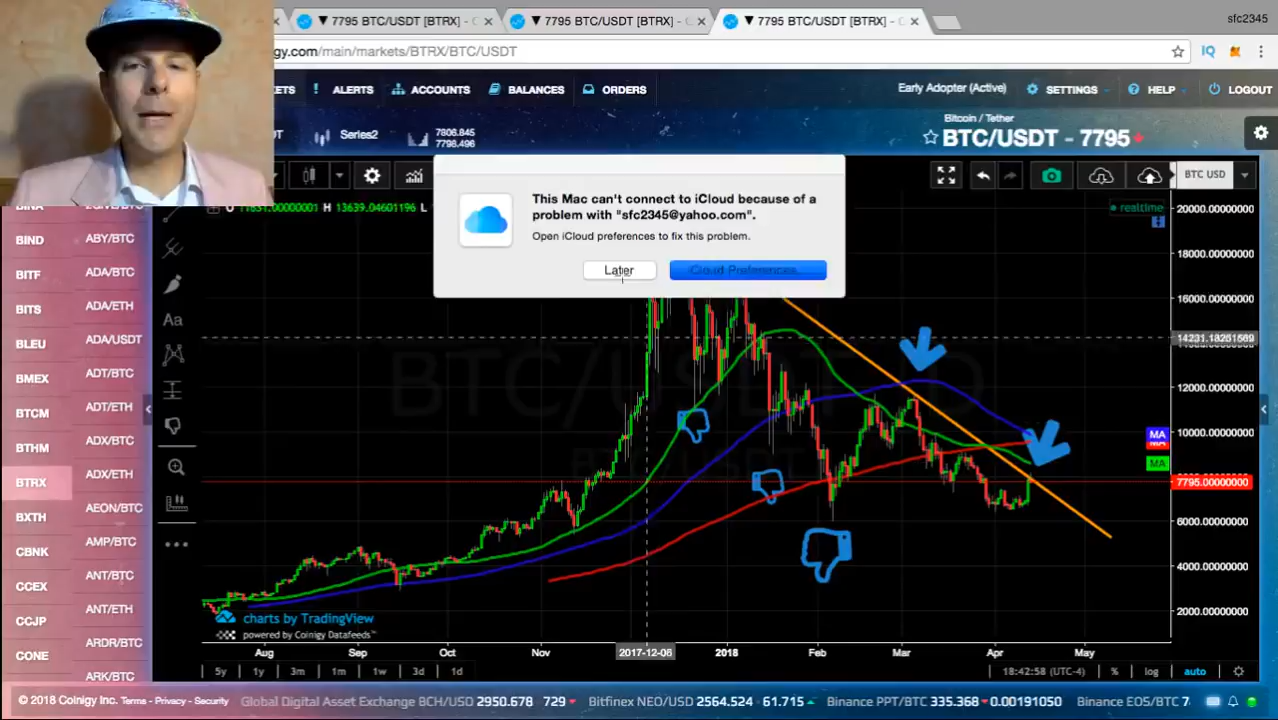 ▼ 7795 BTC/USDT [BTRX] - ▼ 7795 BTC/USDT [BTRX] - ▼ 7795 BTC/USDT [BTRX] -
sfc2345
gy.com/main/markets/BTRX/BTC/USDT
IQ
ALERTS ACCOUNTS BALANCES ORDERS Early Adopter (Active) SETTINGS HELP LOGOUT
Bitcoin / Tether
Series2 7806.845
7798.496
BTC/USDT - 7795
BTC USD
This Mac can't connect to iCloud because of a
problem with "sfc2345@yahoo.com".
Open iCloud preferences to fix this problem.
Later iCloud Preferences...
H 13639.04601196 L
realtime
BIND ABY/BTC
BITF ADA/BTC
BITS ADA/ETH
BLEU ADA/USDT
BMEX ADT/BTC
BTCM ADT/ETH
BTHM ADX/BTC
BTRX ADX/ETH
BXTH AEON/BTC
CBNK AMP/BTC
CCEX ANT/BTC
CCJP ANT/ETH
CONE ARDR/BTC
ARK/BTC
Aa
20000.00000000
16000.00000000
12000.00000000
10000.00000000
MA
MA
7795.00000000
6000.00000000
4000.00000000
2000.00000000
charts by TradingView
powered by Coinigy Datafeeds™
Aug Sep Oct Nov 2017-12-06 2018 Feb Mar Apr May
5y 1y 3m 1m 1w 3d 1d 18:42:58 (UTC-4) % log auto
© 2018 Coinigy Inc. Terms - Privacy - Security Global Digital Asset Exchange BCH/USD 2950.678 729 Bitfinex NEO/USD 2564.524 61.715 Binance PPT/BTC 335.368 0.00191050 Binance EOS/BTC 7